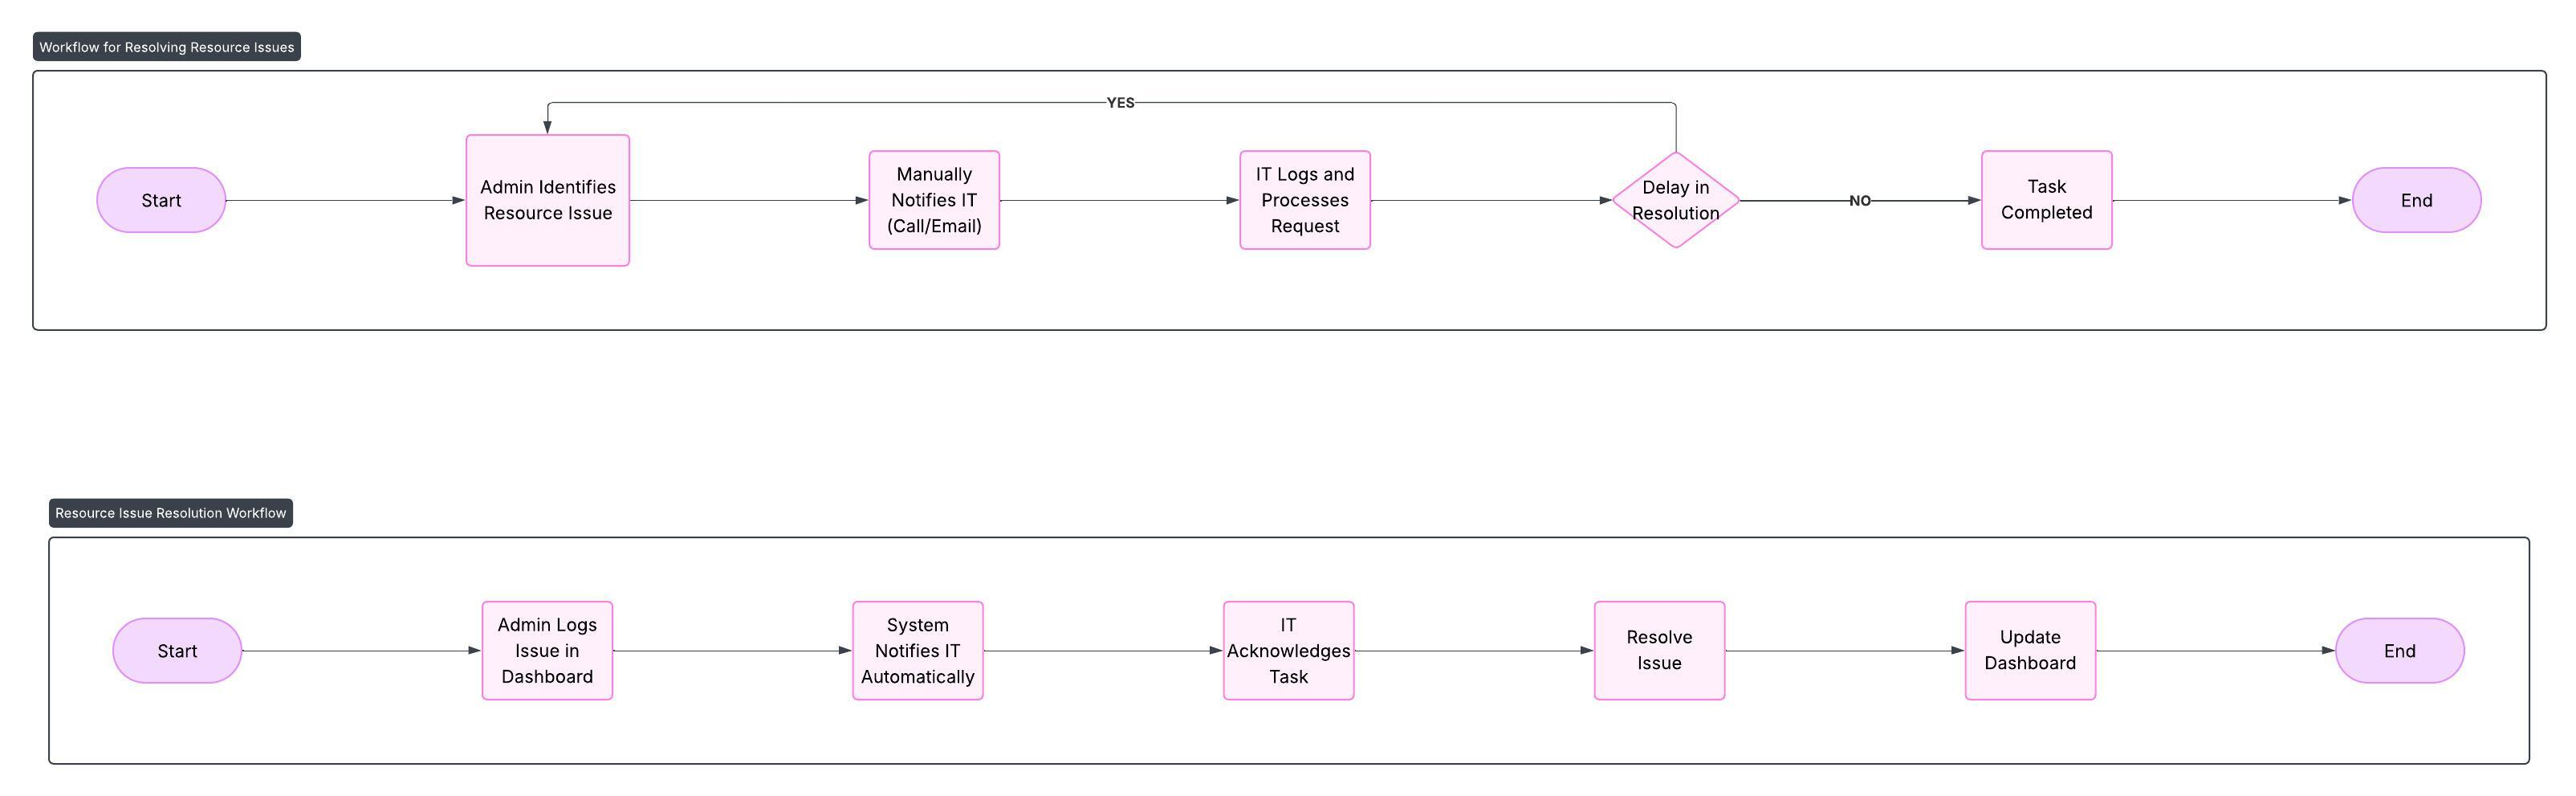 Workflow for Resolving Resource Issues
YES
Start
Admin Identifies
Resource Issue
Manually
Notifies IT
(Call/Email)
IT Logs and
Processes
Request
Delay in
Resolution
NO
Task
Completed
End
Resource Issue Resolution Workflow
Start
Admin Logs
Issue in
Dashboard
System
Notifies IT
Automatically
IT
Acknowledges
Task
Resolve
Issue
Update
Dashboard
End